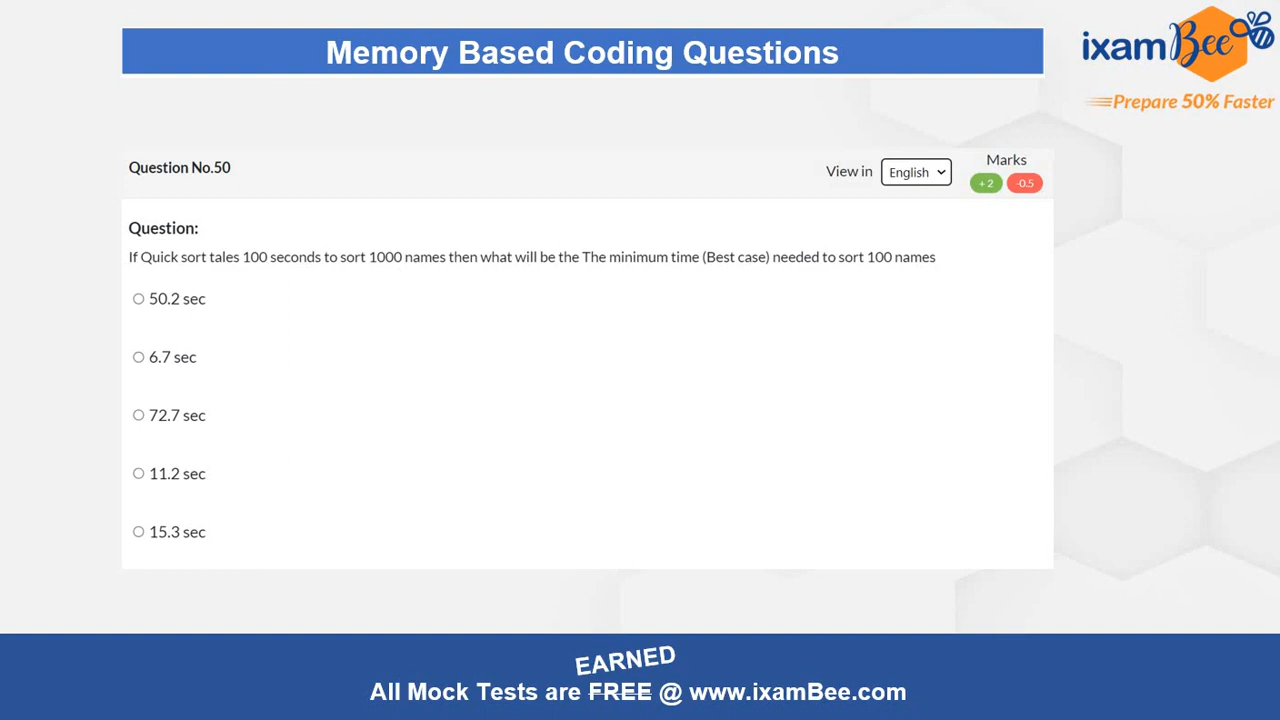 Memory Based Coding Questions
ixamBee
Prepare 50% Faster
Question No.50
View in
English
Marks
+ 2
-0.5
Question:
If Quick sort tales 100 seconds to sort 1000 names then what will be the The minimum time (Best case) needed to sort 100 names
50.2 sec
6.7 sec
72.7 sec
11.2 sec
15.3 sec
EARNED
All Mock Tests are FREE @ www.ixamBee.com